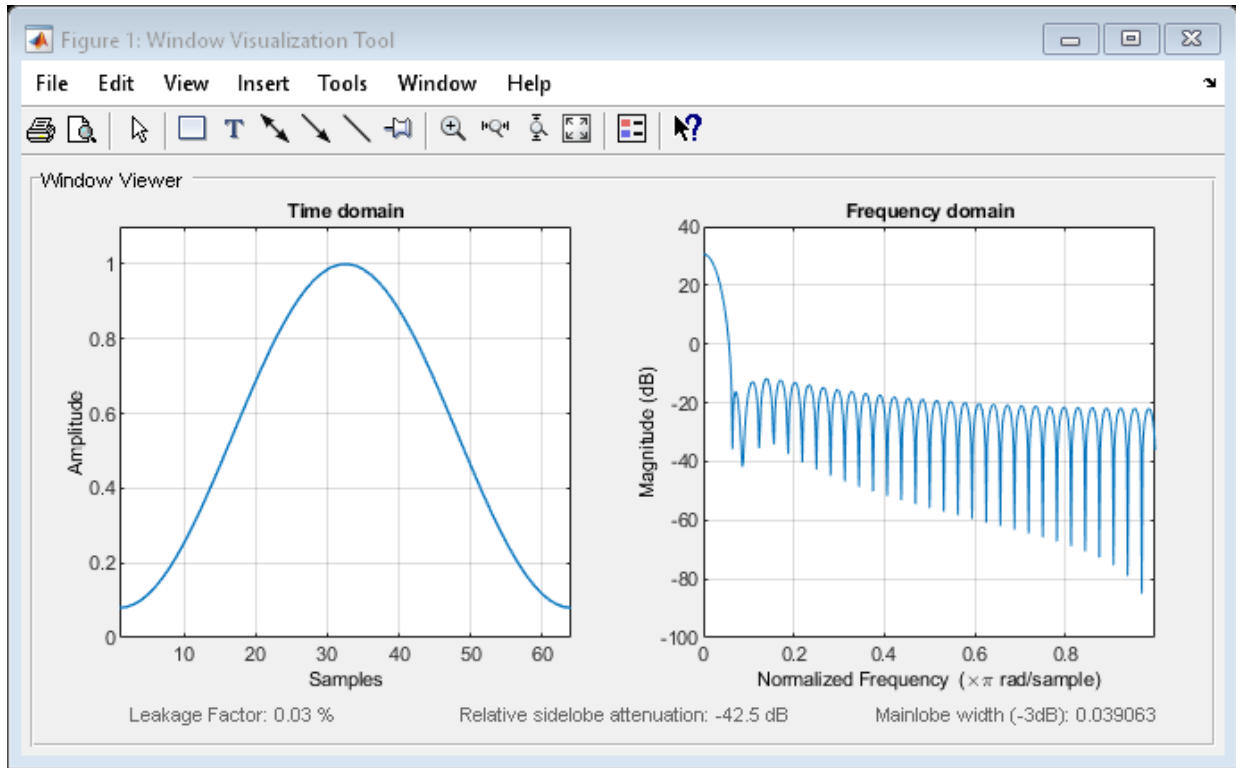 Figure 1: Window Visualization Tool
File Edit View Insert Tools Window Help
T
?
Window Viewer
Time domain
Amplitude
1
0.8
0.6
0.4
0.2
0
10 20 30 40 50 60
Samples
Frequency domain
Magnitude (dB)
40
20
0
-20
-40
-60
-80
-100
0 0.2 0.4 0.6 0.8
Normalized Frequency (×π rad/sample)
Leakage Factor: 0.03 % Relative sidelobe attenuation: -42.5 dB Mainlobe width (-3dB): 0.039063